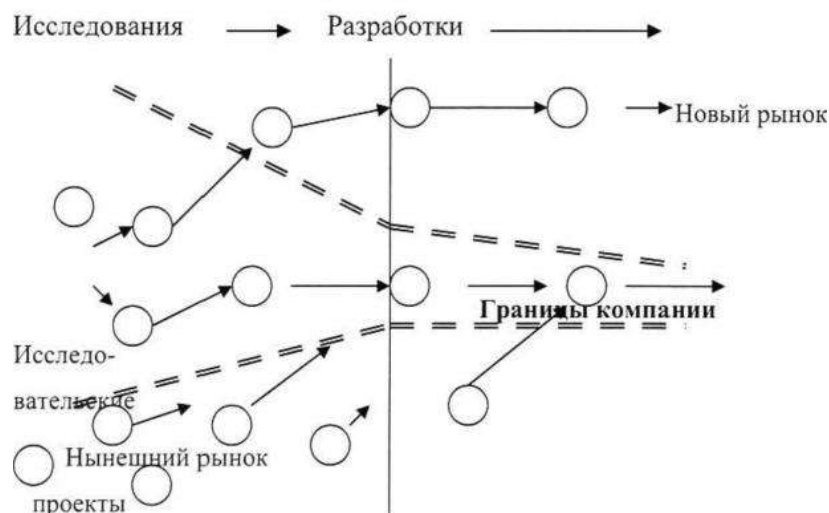 Исследования
Разработки
Новый рынок
Границы компании
Исследо-
вательские
Нынешний рынок
проекты